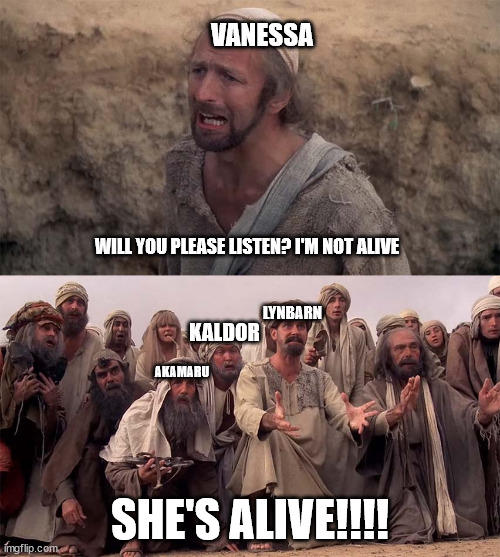 VANESSA
WILL YOU PLEASE LISTEN? I'M NOT ALIVE
LYNBARN
KALDOR
AKAMARU
SHE'S ALIVE!!!!
imgflip.com